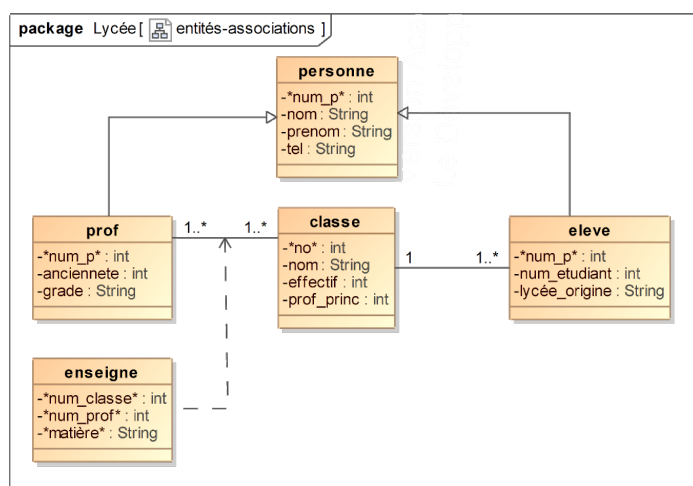 package Lycée[ entités-associations ]
personne
-*num_p* : int
-nom : String
-prenom : String
-tel : String
prof
-*num_p* : int
-anciennete : int
-grade : String
1..* 1..*
classe
-*no* : int
-nom : String
-effectif : int
-prof_princ : int
1 1..*
eleve
-*num_p* : int
-num_etudiant : int
-lycée_origine : String
enseigne
-*num_classe* : int
-*num_prof* : int
-*matière* : String